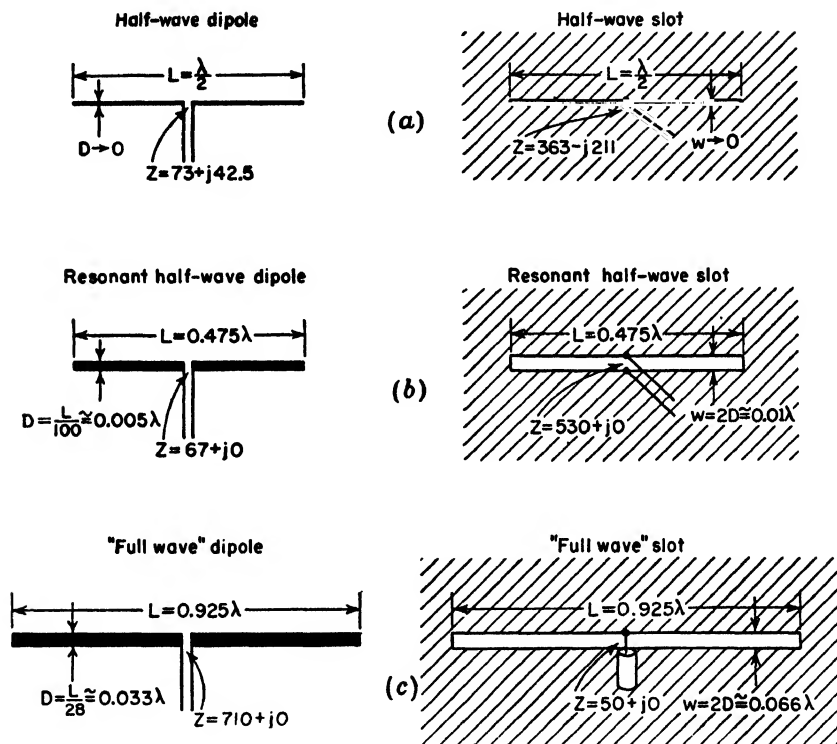 Half-wave dipole
Half-wave slot
L=λ/2
L=λ/2
D→0
Z=73+j42.5
(a)
Z=363-j211
w→0
Resonant half-wave dipole
Resonant half-wave slot
L=0.475λ
L=0.475λ
D=L/100≅0.005λ
Z=67+j0
(b)
Z=530+j0
w=2D≅0.01λ
"Full wave" dipole
"Full wave" slot
L=0.925λ
L=0.925λ
D=L/28≅0.033λ
Z=710+j0
(c)
Z=50+j0
w=2D≅0.066λ